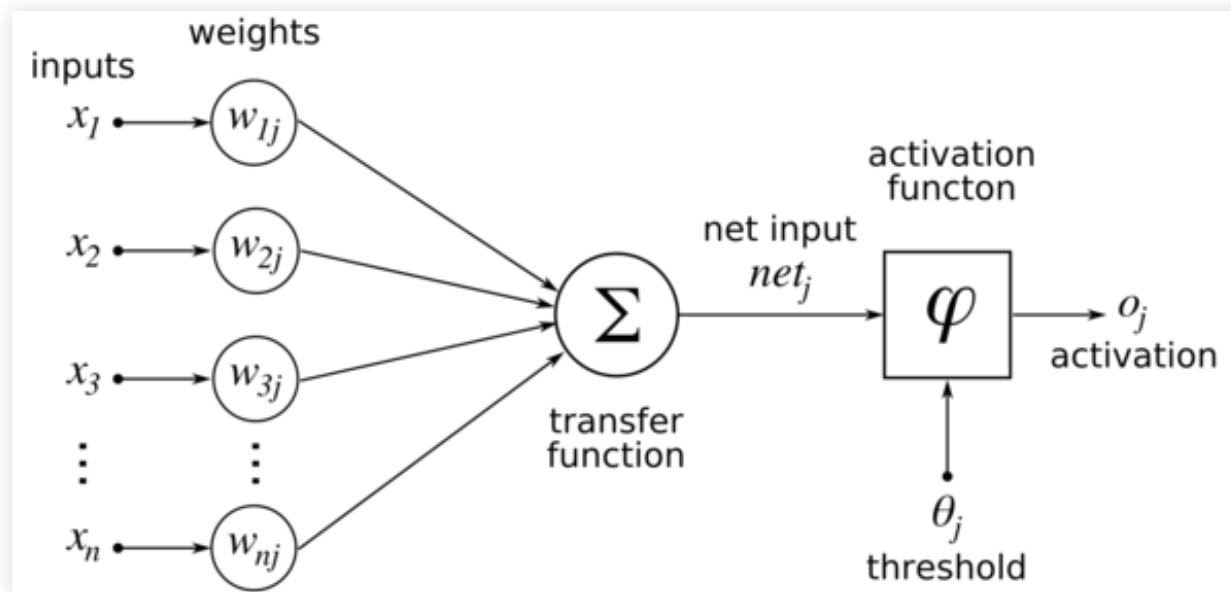 weights
inputs
x1
w1j
x2
w2j
x3
w3j
⋮
⋮
xn
wnj
Σ
transfer
function
net input
netj
activation
functon
φ
oj
activation
θj
threshold